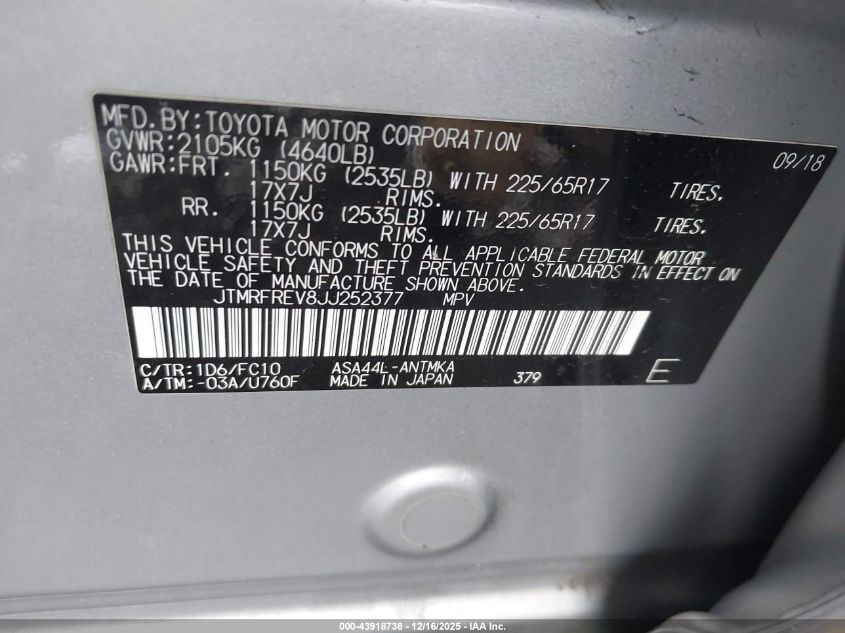 MFD.BY:TOYOTA MOTOR CORPORATION 09/18
GVWR:2105KG (4640LB)
GAWR:FRT. 1150KG (2535LB) WITH 225/65R17 TIRES.
17X7J RIMS.
RR. 1150KG (2535LB) WITH 225/65R17 TIRES.
17X7J RIMS.
THIS VEHICLE CONFORMS TO ALL APPLICABLE FEDERAL MOTOR
VEHICLE SAFETY AND THEFT PREVENTION STANDARDS IN EFFECT ON
THE DATE OF MANUFACTURE SHOWN ABOVE.
JTMRFREV8JJ252377 MPV
C/TR:1D6/FC10 ASA44L-ANTMKA
A/TM:-03A/U760F MADE IN JAPAN 379 E
000-43918738 - 12/16/2025 - IAA Inc.